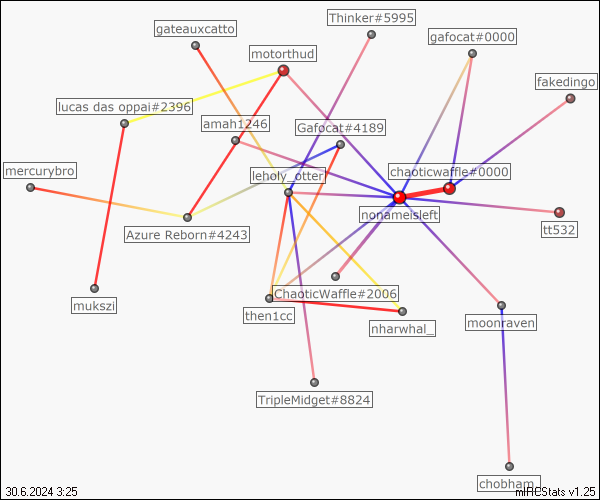 Thinker#5995
gateauxcatto
gafocat#0000
motorthud
fakedingo
lucas das oppai#2396
amah1246
Gafocat#4189
mercurybro
leholy_otter
chaoticwaffle#0000
nonameisleft
Azure Reborn#4243
tt532
ChaoticWaffle#2006
mukszi
then1cc
nharwhal_
moonraven
TripleMidget#8824
chobham_
30.6.2024 3:25
mIRCStats v1.25